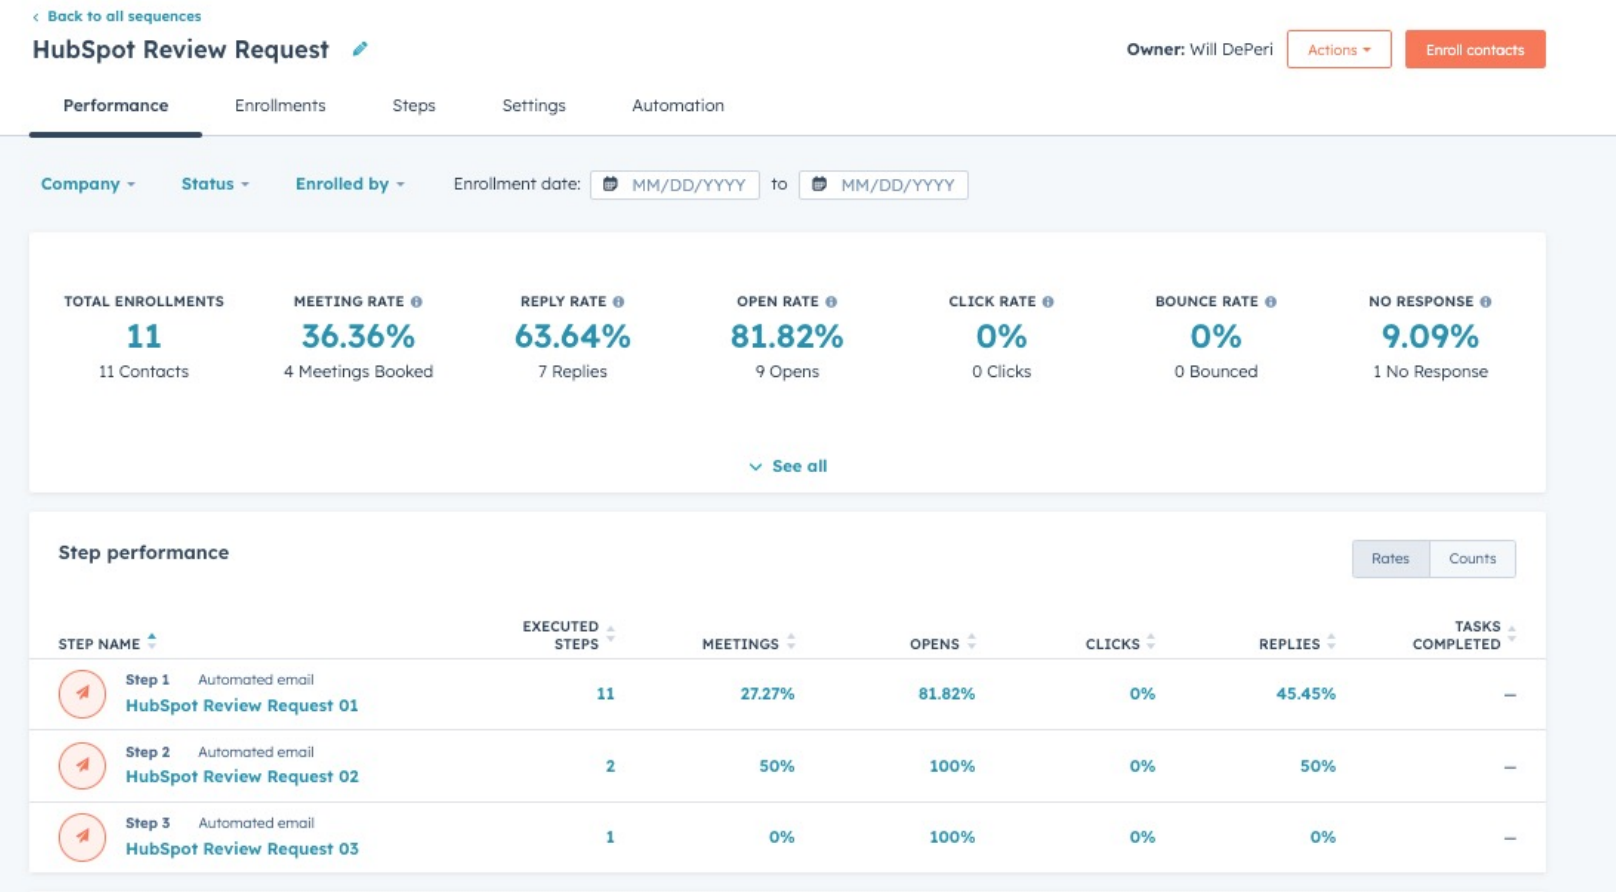 Back to all sequences
HubSpot Review Request
Owner: Will DePeri
Actions
Enroll contacts
Performance
Enrollments
Steps
Settings
Automation
Company
Status
Enrolled by
Enrollment date: MM/DD/YYYY to MM/DD/YYYY
TOTAL ENROLLMENTS
11
11 Contacts
MEETING RATE
36.36%
4 Meetings Booked
REPLY RATE
63.64%
7 Replies
OPEN RATE
81.82%
9 Opens
CLICK RATE
0%
0 Clicks
BOUNCE RATE
0%
0 Bounced
NO RESPONSE
9.09%
1 No Response
See all
Step performance
Rates
Counts
STEP NAME
EXECUTED
STEPS
MEETINGS
OPENS
CLICKS
REPLIES
TASKS
COMPLETED
Step 1 Automated email
HubSpot Review Request 01
11 27.27% 81.82% 0% 45.45% –
Step 2 Automated email
HubSpot Review Request 02
2 50% 100% 0% 50% –
Step 3 Automated email
HubSpot Review Request 03
1 0% 100% 0% 0% –